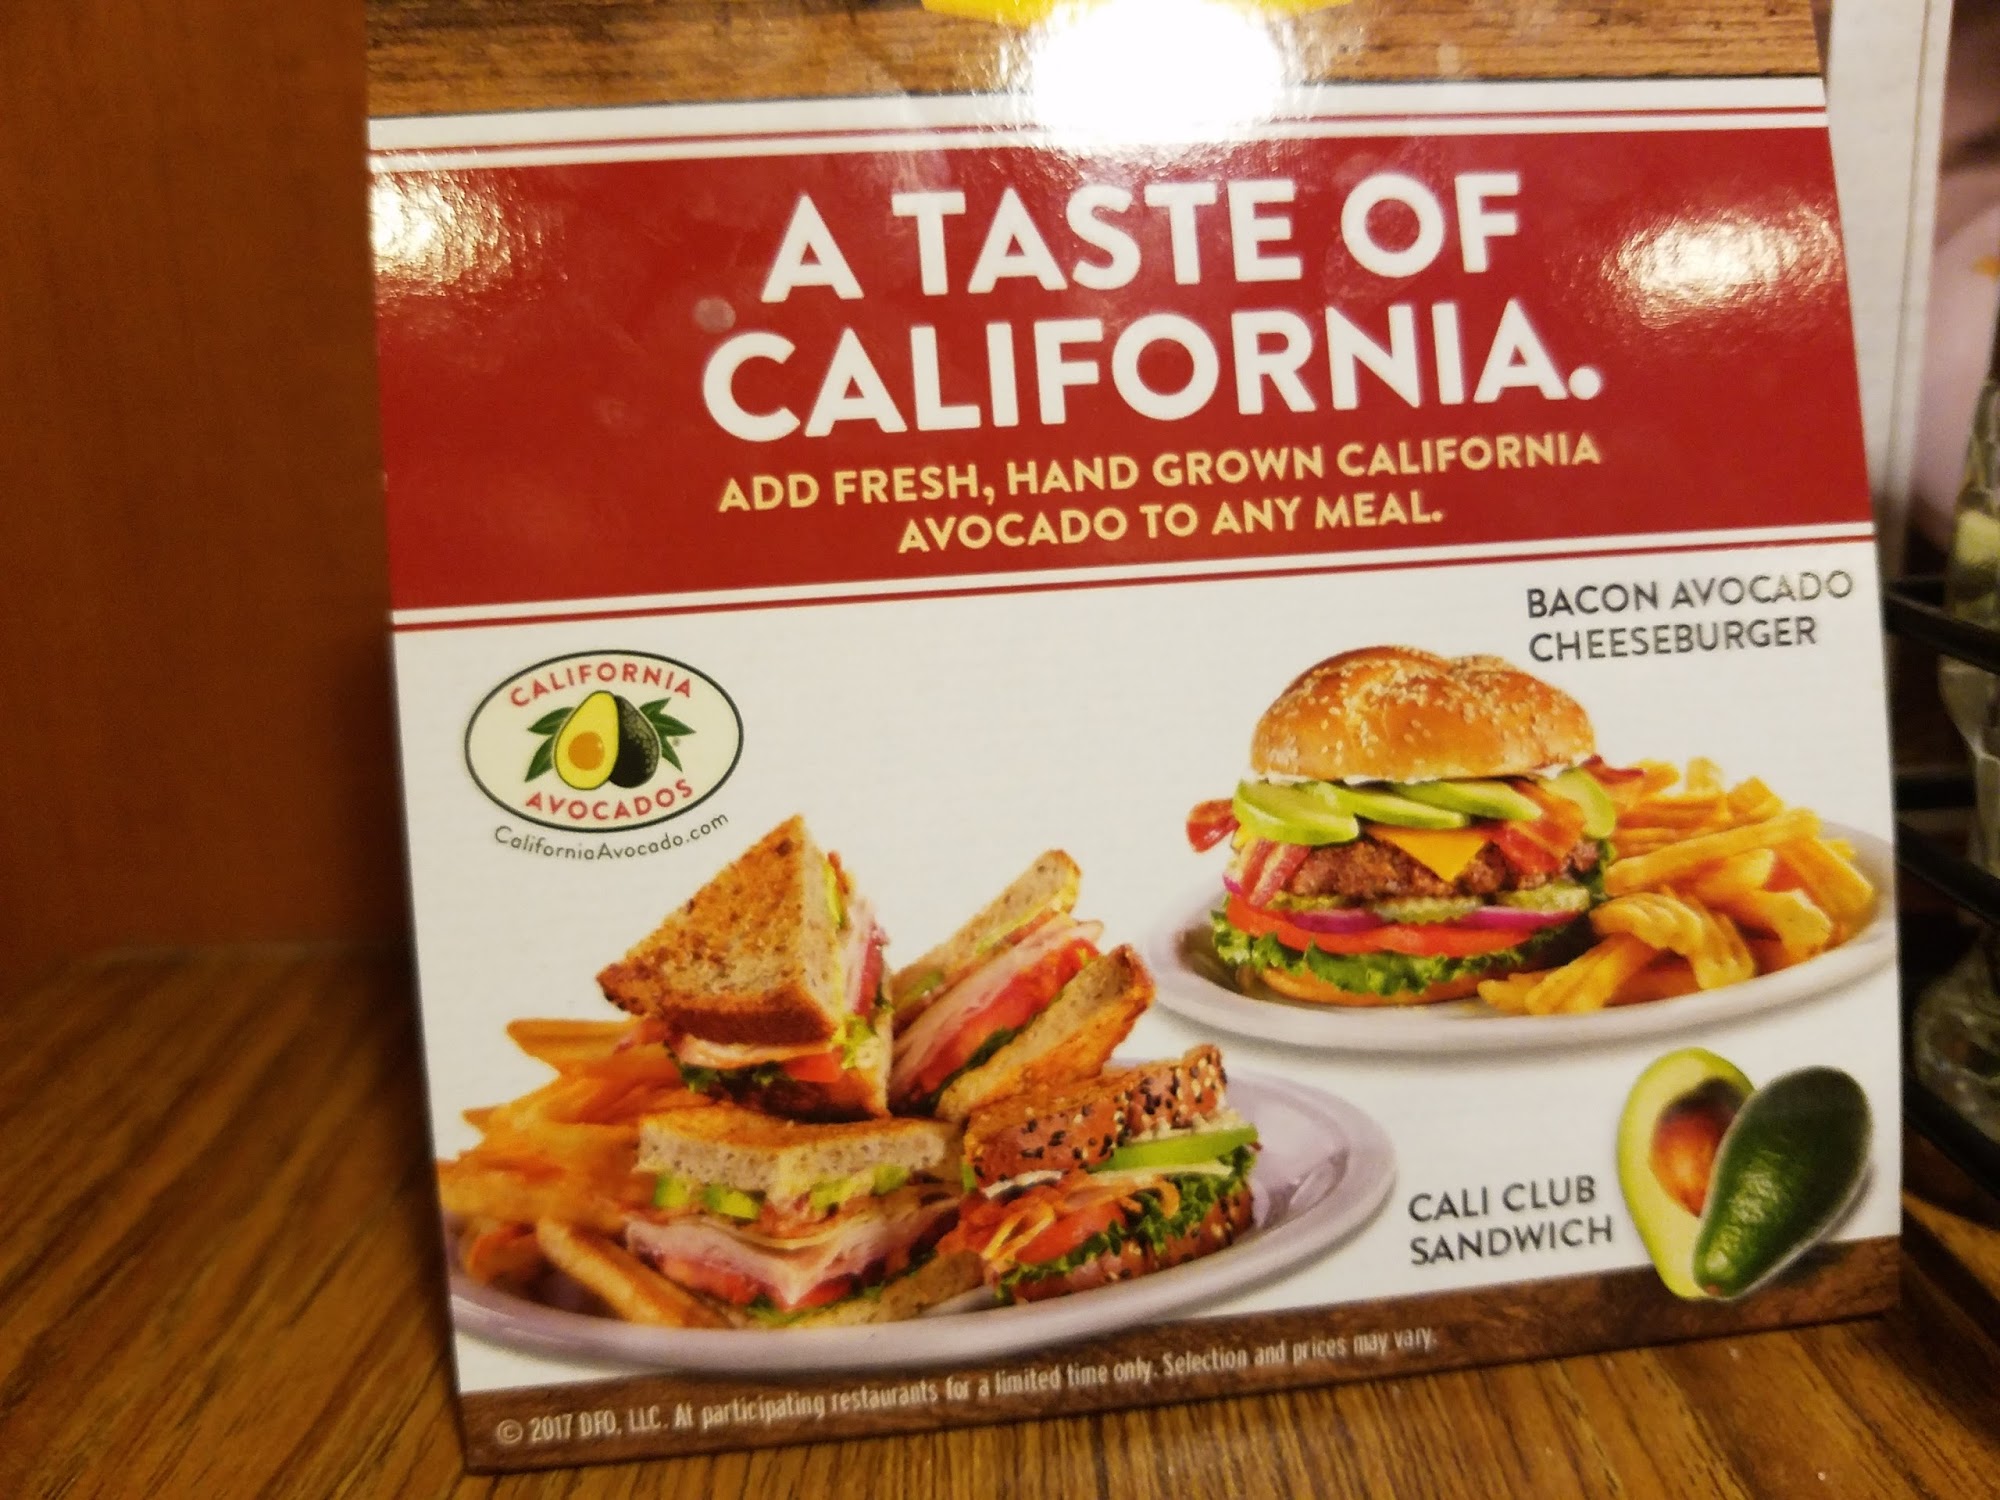 A TASTE OF
CALIFORNIA.
ADD FRESH, HAND GROWN CALIFORNIA
AVOCADO TO ANY MEAL.
BACON AVOCADO
CHEESEBURGER
CALIFORNIA
AVOCADOS
CaliforniaAvocado.com
CALI CLUB
SANDWICH
© 2017 DFO, LLC. At participating restaurants for a limited time only. Selection and prices may vary.